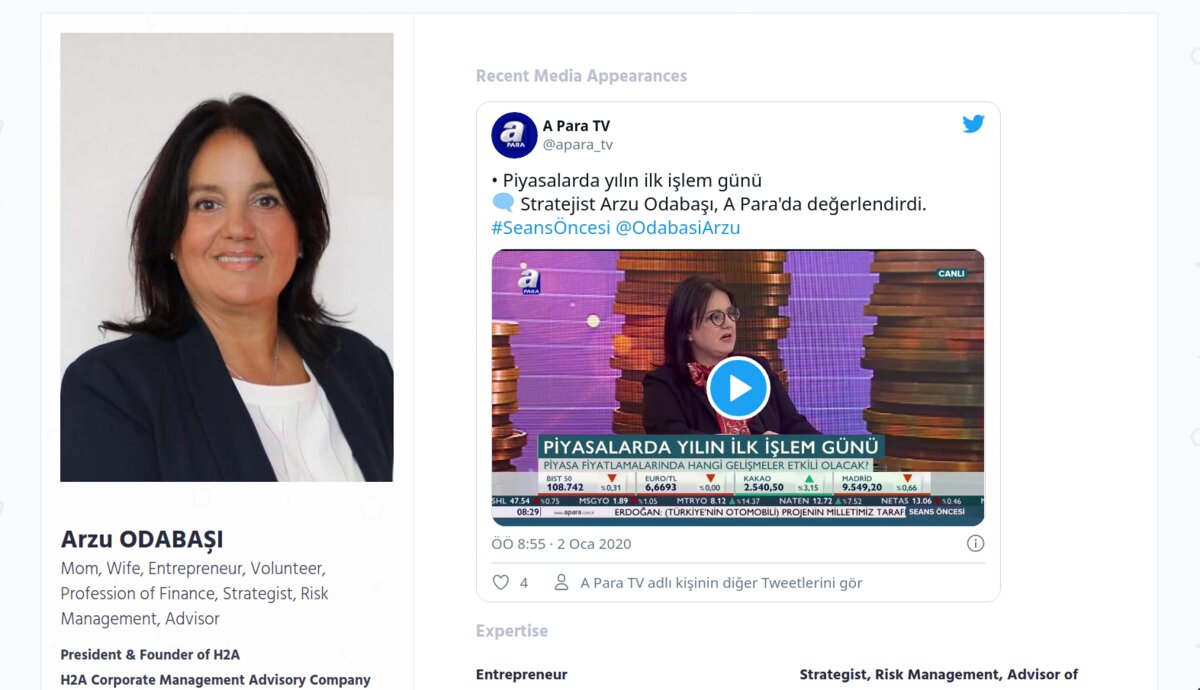 Arzu ODABAŞI
Mom, Wife, Entrepreneur, Volunteer,
Profession of Finance, Strategist, Risk
Management, Advisor
President & Founder of H2A
H2A Corporate Management Advisory Company
Recent Media Appearances
a
PARA
A Para TV
@apara_tv
• Piyasalarda yılın ilk işlem günü
Stratejist Arzu Odabaşı, A Para'da değerlendirdi.
#SeansÖncesi @OdabasiArzu
a
PARA
CANLI
PİYASALARDA YILIN İLK İŞLEM GÜNÜ
PİYASA FİYATLAMALARINDA HANGİ GELİŞMELER ETKİLİ OLACAK?
BIST 50 EURO/TL KAKAO MADRID
108.742 %0,31 6,6693 %0,00 2.540,50 %3,15 9.549,20 %0,66
SHL 47.54 %0.75 MSGYO 1.89 %1.05 MTRYO 8.12 %14.37 NATEN 12.72 %7.52 NETAS 13.06 %0.46
08:29 www.apara.com.tr ERDOĞAN: (TÜRKİYE'NİN OTOMOBİLİ) PROJENİN MİLLETİMİZ TARAF SEANS ÖNCESİ
ÖÖ 8:55 · 2 Oca 2020
4 A Para TV adlı kişinin diğer Tweetlerini gör
Expertise
Entrepreneur
Strategist, Risk Management, Advisor of